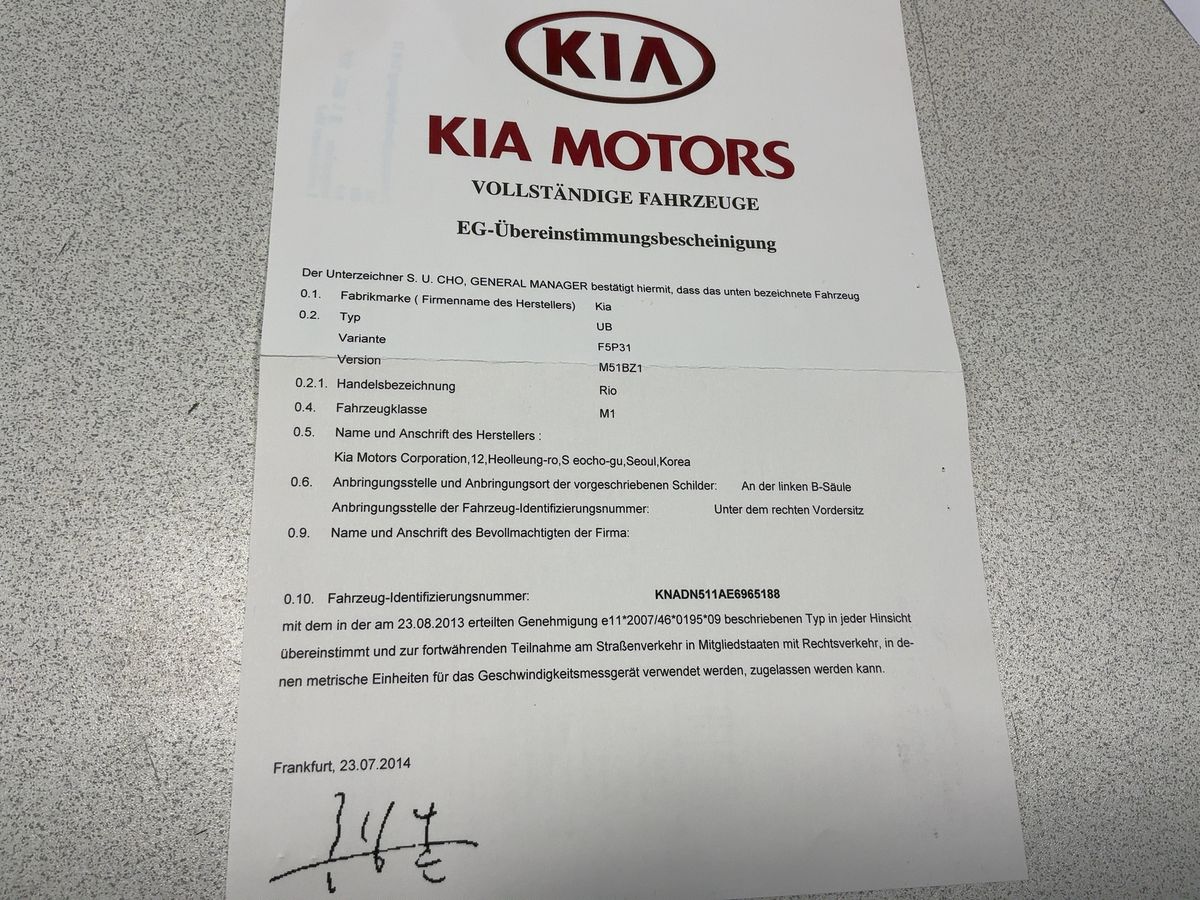 KIA
KIA MOTORS
VOLLSTÄNDIGE FAHRZEUGE
EG-Übereinstimmungsbescheinigung
Der Unterzeichner S. U. CHO, GENERAL MANAGER bestätigt hiermit, dass das unten bezeichnete Fahrzeug
0.1. Fabrikmarke ( Firmenname des Herstellers) Kia
0.2. Typ UB
Variante F5P31
Version M51BZ1
0.2.1. Handelsbezeichnung Rio
0.4. Fahrzeugklasse M1
0.5. Name und Anschrift des Herstellers :
Kia Motors Corporation,12,Heolleung-ro,S eocho-gu,Seoul,Korea
0.6. Anbringungsstelle und Anbringungsort der vorgeschriebenen Schilder: An der linken B-Säule
Anbringungsstelle der Fahrzeug-Identifizierungsnummer: Unter dem rechten Vordersitz
0.9. Name und Anschrift des Bevollmachtigten der Firma:
0.10. Fahrzeug-Identifizierungsnummer: KNADN511AE6965188
mit dem in der am 23.08.2013 erteilten Genehmigung e11*2007/46*0195*09 beschriebenen Typ in jeder Hinsicht
übereinstimmt und zur fortwährenden Teilnahme am Straßenverkehr in Mitgliedstaaten mit Rechtsverkehr, in de-
nen metrische Einheiten für das Geschwindigkeitsmessgerät verwendet werden, zugelassen werden kann.
Frankfurt, 23.07.2014